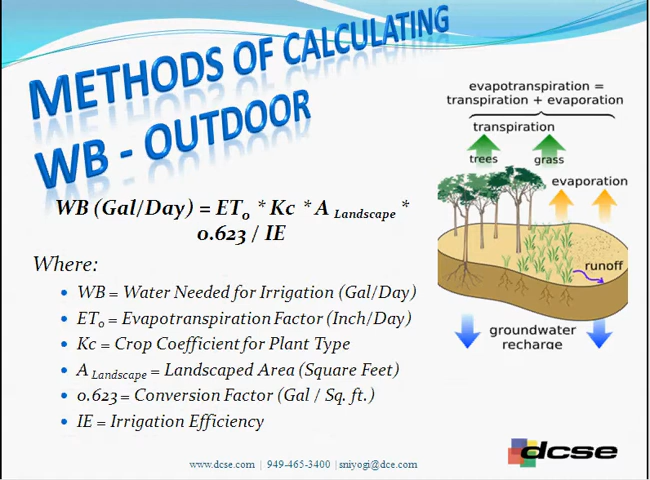 METHODS OF CALCULATING
WB - OUTDOOR
WB (Gal/Day) = ET0 * Kc * A Landscape *
0.623 / IE
Where:
• WB = Water Needed for Irrigation (Gal/Day)
• ET0 = Evapotranspiration Factor (Inch/Day)
• Kc = Crop Coefficient for Plant Type
• A Landscape = Landscaped Area (Square Feet)
• 0.623 = Conversion Factor (Gal / Sq. ft.)
• IE = Irrigation Efficiency
evapotranspiration =
transpiration + evaporation
transpiration
trees grass
evaporation
runoff
groundwater
recharge
dcse
www.dcse.com | 949-465-3400 | sniyogi@dce.com